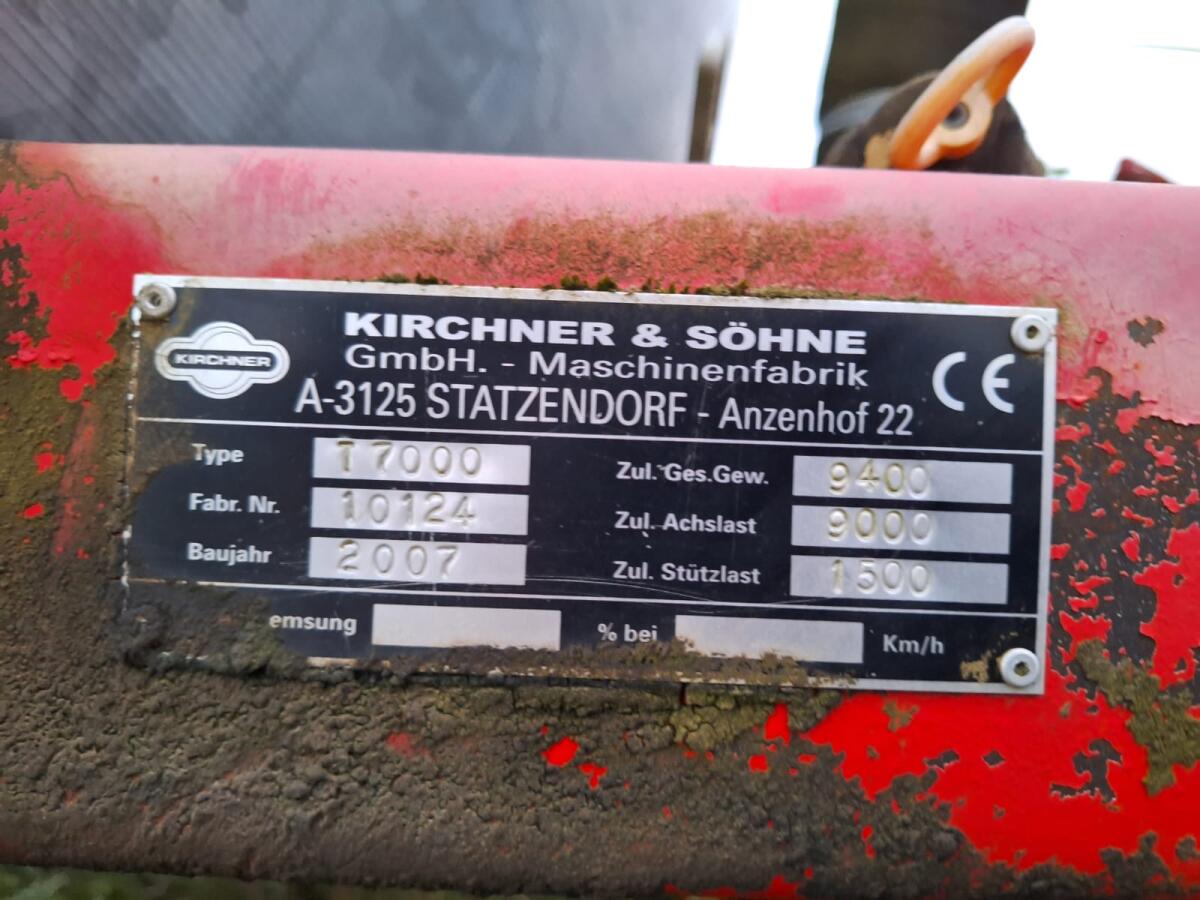 KIRCHNER
KIRCHNER & SÖHNE
GmbH. - Maschinenfabrik
A-3125 STATZENDORF - Anzenhof 22
CE
Type T7000 Zul. Ges.Gew. 9400
Fabr. Nr. 10124 Zul. Achslast 9000
Baujahr 2007 Zul. Stützlast 1500
emsung % bei Km/h